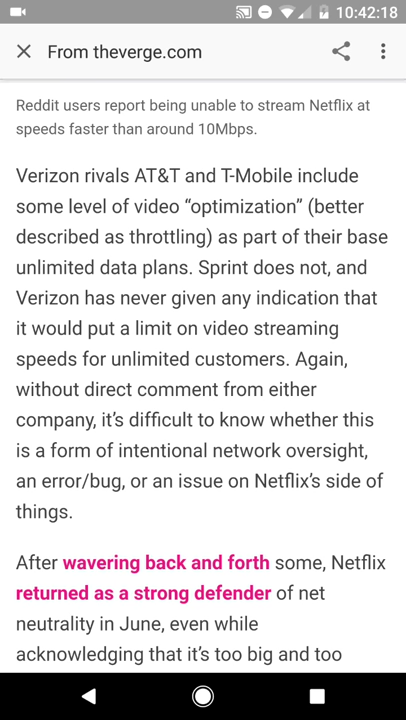 10:42:18
From theverge.com
Reddit users report being unable to stream Netflix at
speeds faster than around 10Mbps.
Verizon rivals AT&T and T-Mobile include
some level of video “optimization” (better
described as throttling) as part of their base
unlimited data plans. Sprint does not, and
Verizon has never given any indication that
it would put a limit on video streaming
speeds for unlimited customers. Again,
without direct comment from either
company, it’s difficult to know whether this
is a form of intentional network oversight,
an error/bug, or an issue on Netflix’s side of
things.
After wavering back and forth some, Netflix
returned as a strong defender of net
neutrality in June, even while
acknowledging that it’s too big and too